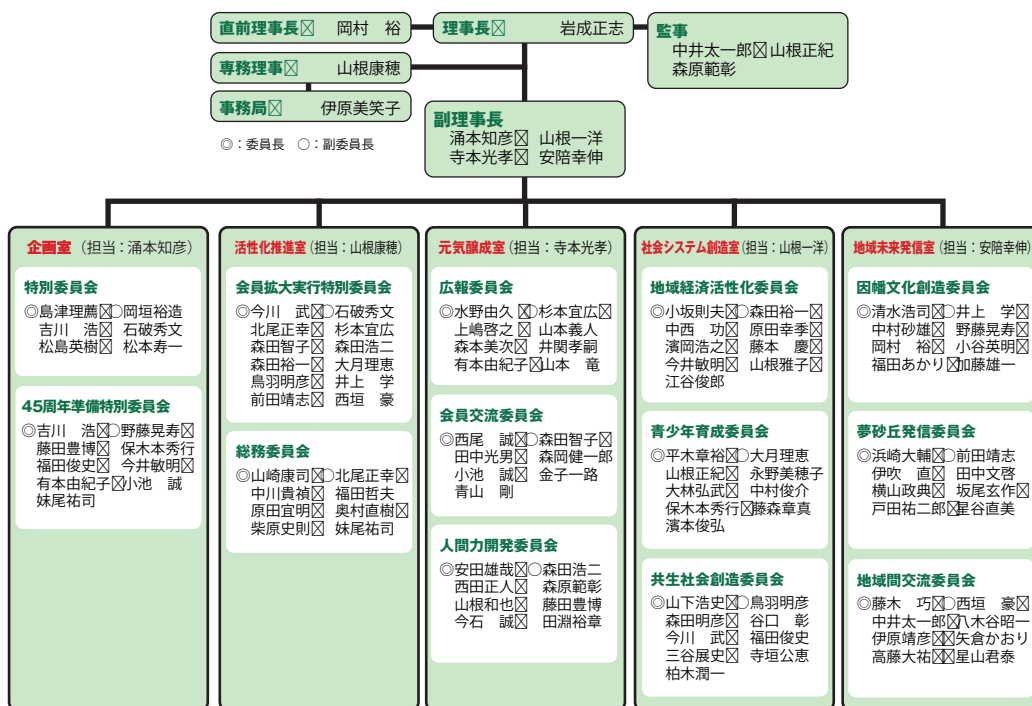 直前理事長 岡村　裕
理事長 岩成正志
監事
中井太一郎 山根正紀
森原範彰
専務理事 山根康穂
事務局 伊原美笑子
◎：委員長　○：副委員長
副理事長
涌本知彦 山根一洋
寺本光孝 安陪幸伸
企画室（担当：涌本知彦）
特別委員会
◎島津理薫 ○岡垣裕造
吉川　浩 石破秀文
松島英樹 松本寿一
45周年準備特別委員会
◎吉川　浩 ○野藤晃寿
藤田豊博 保木本秀行
福田俊史 今井敏明
有本由紀子 小池　誠
妹尾祐司
活性化推進室（担当：山根康穂）
会員拡大実行特別委員会
◎今川　武 ○石破秀文
北尾正幸 杉本宜広
森田智子 森田浩二
森田裕一 大月理恵
鳥羽明彦 井上　学
前田靖志 西垣　豪
総務委員会
◎山崎康司 ○北尾正幸
中川貴禎 福田哲夫
原田宜明 奥村直樹
柴原史則 妹尾祐司
元気醸成室（担当：寺本光孝）
広報委員会
◎水野由久 ○杉本宜広
上嶋啓之 山本義人
森本美次 井関孝嗣
有本由紀子 山本　竜
会員交流委員会
◎西尾　誠 ○森田智子
田中光男 森岡健一郎
小池　誠 金子一路
青山　剛
人間力開発委員会
◎安田雄哉 ○森田浩二
西田正人 森原範彰
山根和也 藤田豊博
今石　誠 田淵裕章
社会システム創造室（担当：山根一洋）
地域経済活性化委員会
◎小坂則夫 ○森田裕一
中西　功 原田幸季
濱岡浩之 藤本　慶
今井敏明 山根雅子
江谷俊郎
青少年育成委員会
◎平木章裕 ○大月理恵
山根正紀 永野美穂子
大林弘武 中村俊介
保木本秀行 藤森章真
濱本俊弘
共生社会創造委員会
◎山下浩史 ○鳥羽明彦
森田明彦 谷口　彰
今川　武 福田俊史
三谷展史 寺垣公恵
柏木潤一
地域未来発信室（担当：安陪幸伸）
因幡文化創造委員会
◎清水浩司 ○井上　学
中村砂雄 野藤晃寿
岡村　裕 小谷英明
福田あかり 加藤雄一
夢砂丘発信委員会
◎浜崎大輔 ○前田靖志
伊吹　直 田中文啓
横山政典 坂尾玄作
戸田祐二郎 星谷直美
地域間交流委員会
◎藤木　巧 ○西垣　豪
中井太一郎 八木谷昭一
伊原靖彦 矢倉かおり
高藤大祐 星山君泰